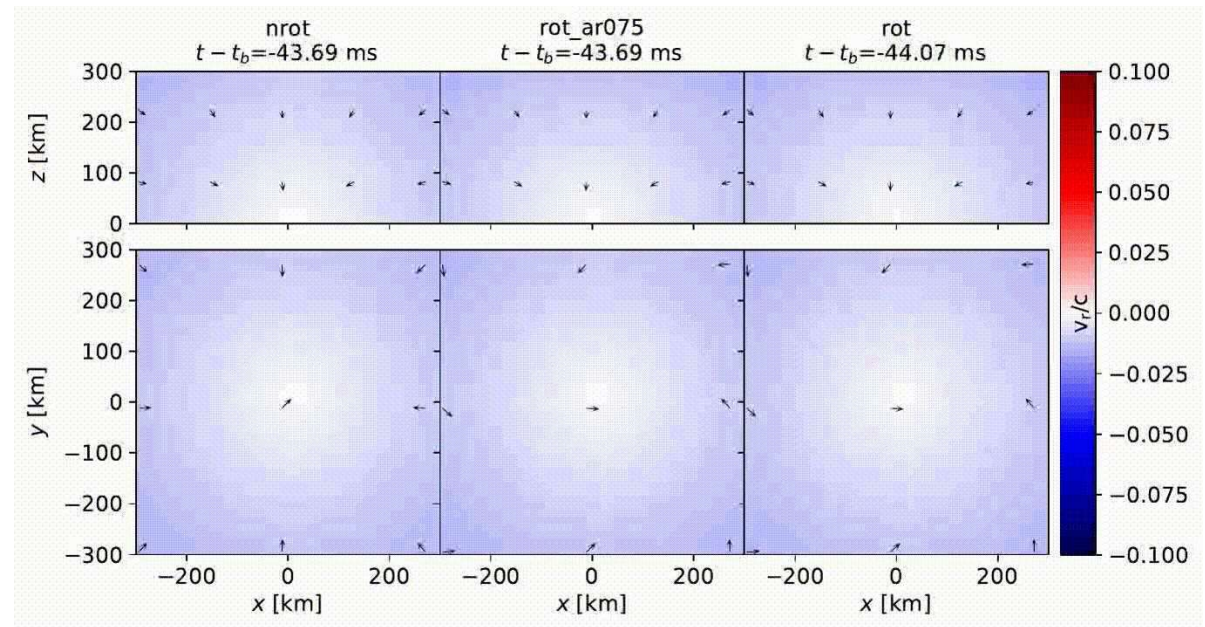 nrot rot_ar075 rot
t − t_b=-43.69 ms t − t_b=-43.69 ms t − t_b=-44.07 ms
300
200
100
0
z [km]
300
200
100
0
−100
−200
−300
y [km]
−200 0 200 −200 0 200 −200 0 200
x [km] x [km] x [km]
0.100
0.075
0.050
0.025
0.000
−0.025
−0.050
−0.075
−0.100
v_r/c